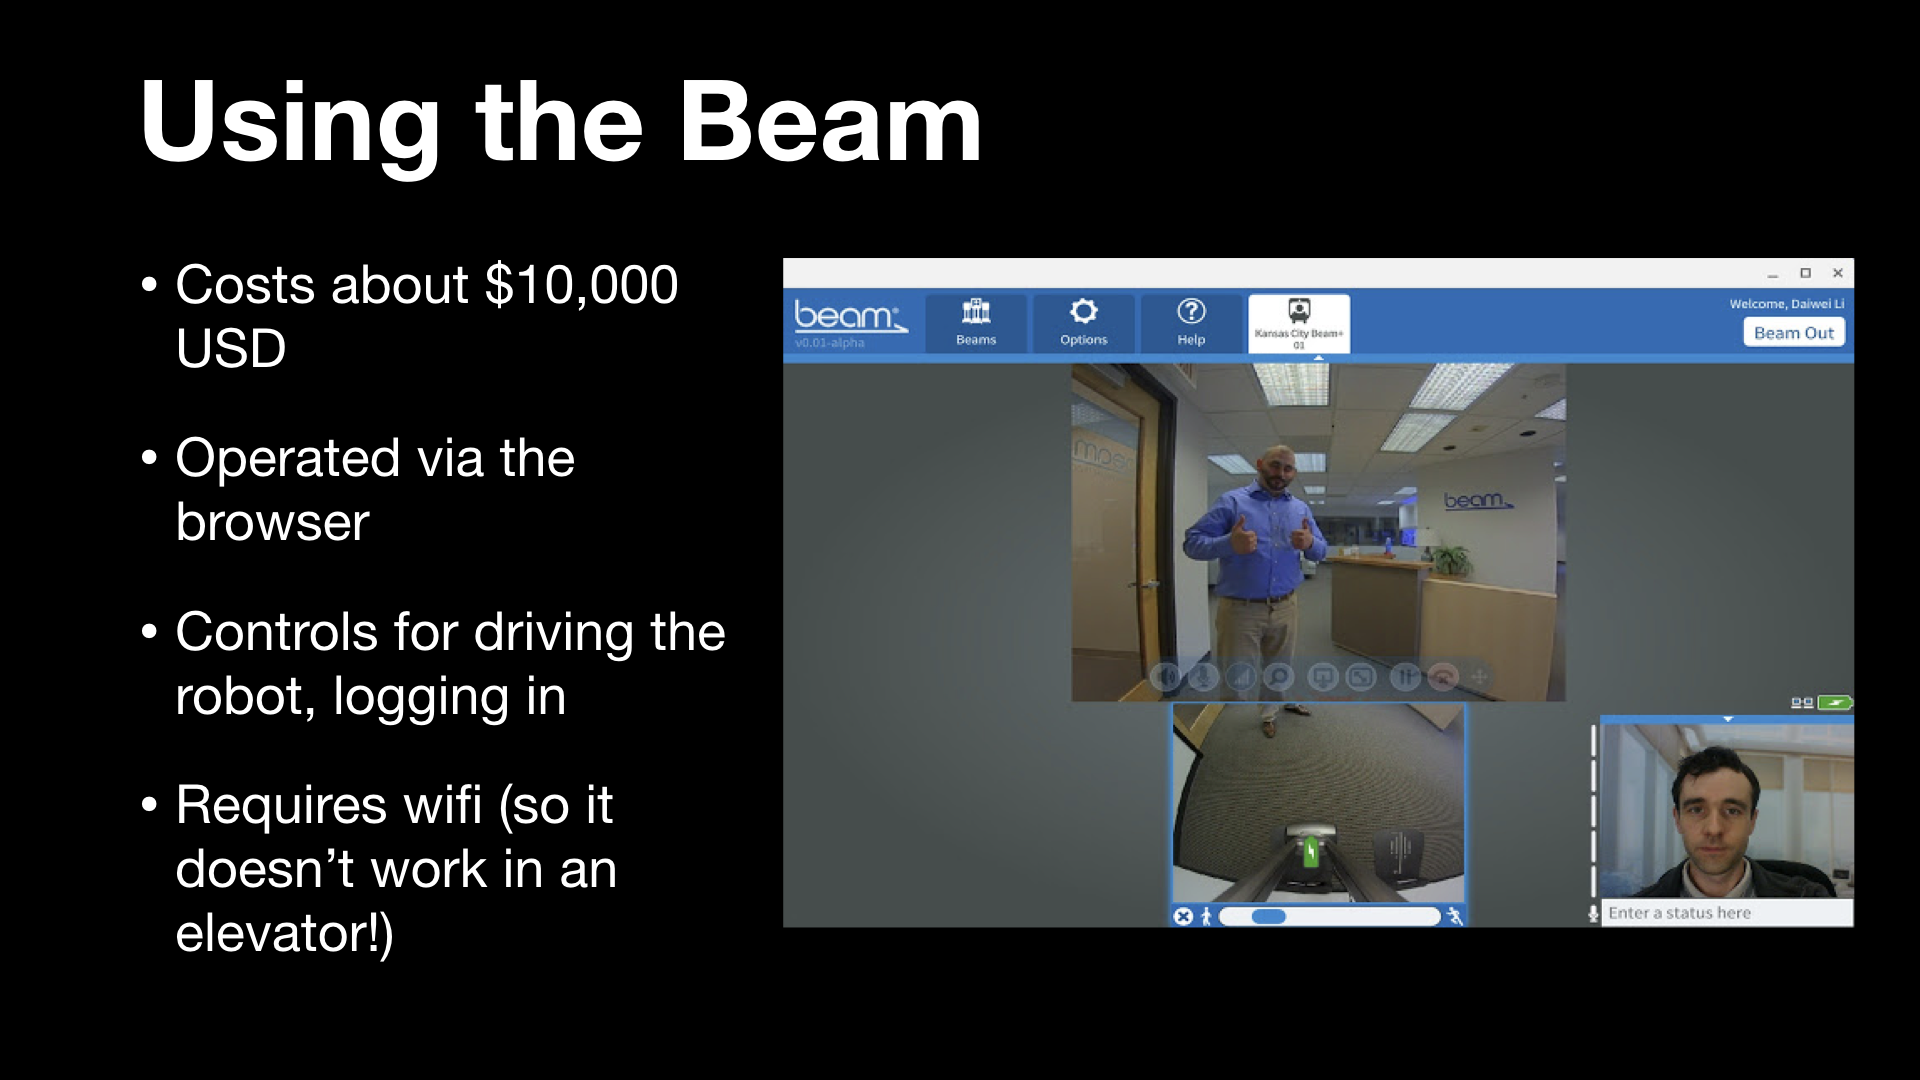 Using the Beam
• Costs about $10,000
USD
• Operated via the
browser
• Controls for driving the
robot, logging in
• Requires wifi (so it
doesn’t work in an
elevator!)
beam
v0.01-alpha
Beams
Options
Help
Kansas City Beam+
01
Welcome, Daiwei Li
Beam Out
beam
beam
Enter a status here